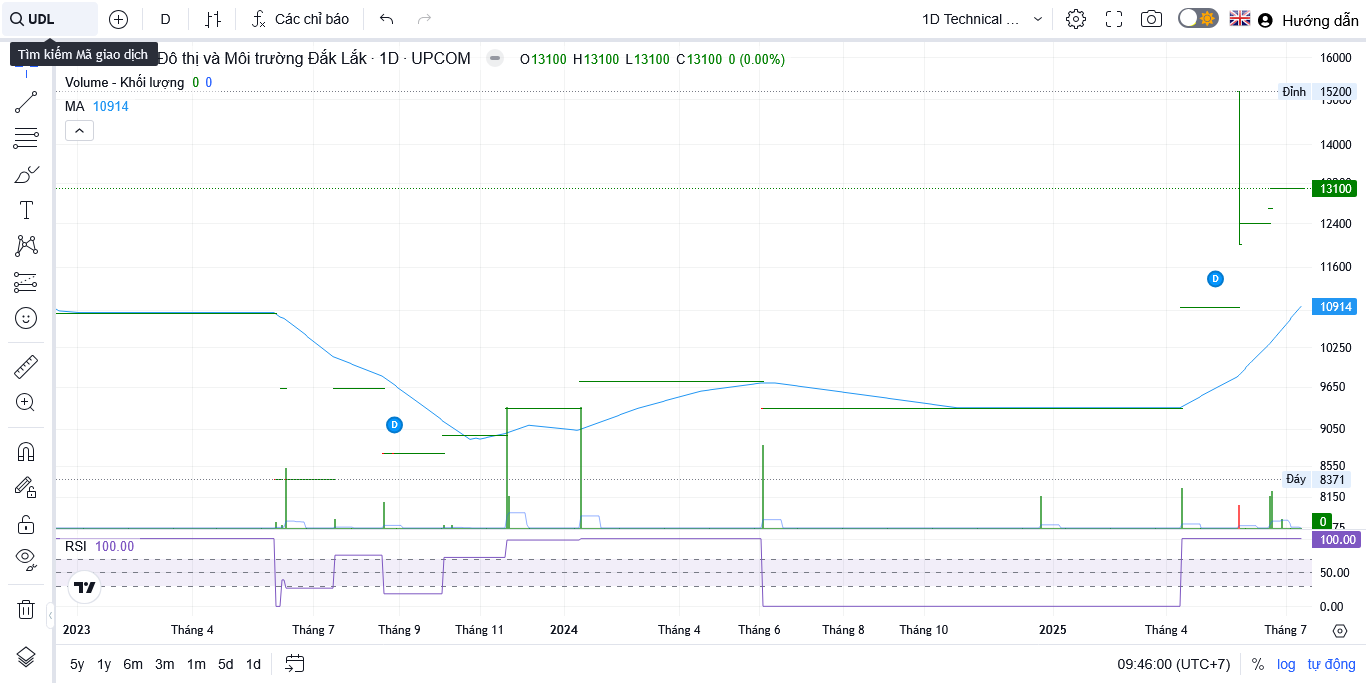 UDL D Các chỉ báo 1D Technical ... Hướng dẫn
Tìm kiếm Mã giao dịch
Đô thị và Môi trường Đắk Lắk · 1D · UPCOM O13100 H13100 L13100 C13100 0 (0.00%)
Volume - Khối lượng 0 0
MA 10914
16000
Đỉnh 15200
15000
14000
13100
12400
11600
10914
10250
9650
9050
8550
Đáy 8371
8150
0
75
D
D
RSI 100.00
100.00
50.00
0.00
2023 Tháng 4 Tháng 7 Tháng 9 Tháng 11 2024 Tháng 4 Tháng 6 Tháng 8 Tháng 10 2025 Tháng 4 Tháng 7
5y 1y 6m 3m 1m 5d 1d 09:46:00 (UTC+7) % log tự động